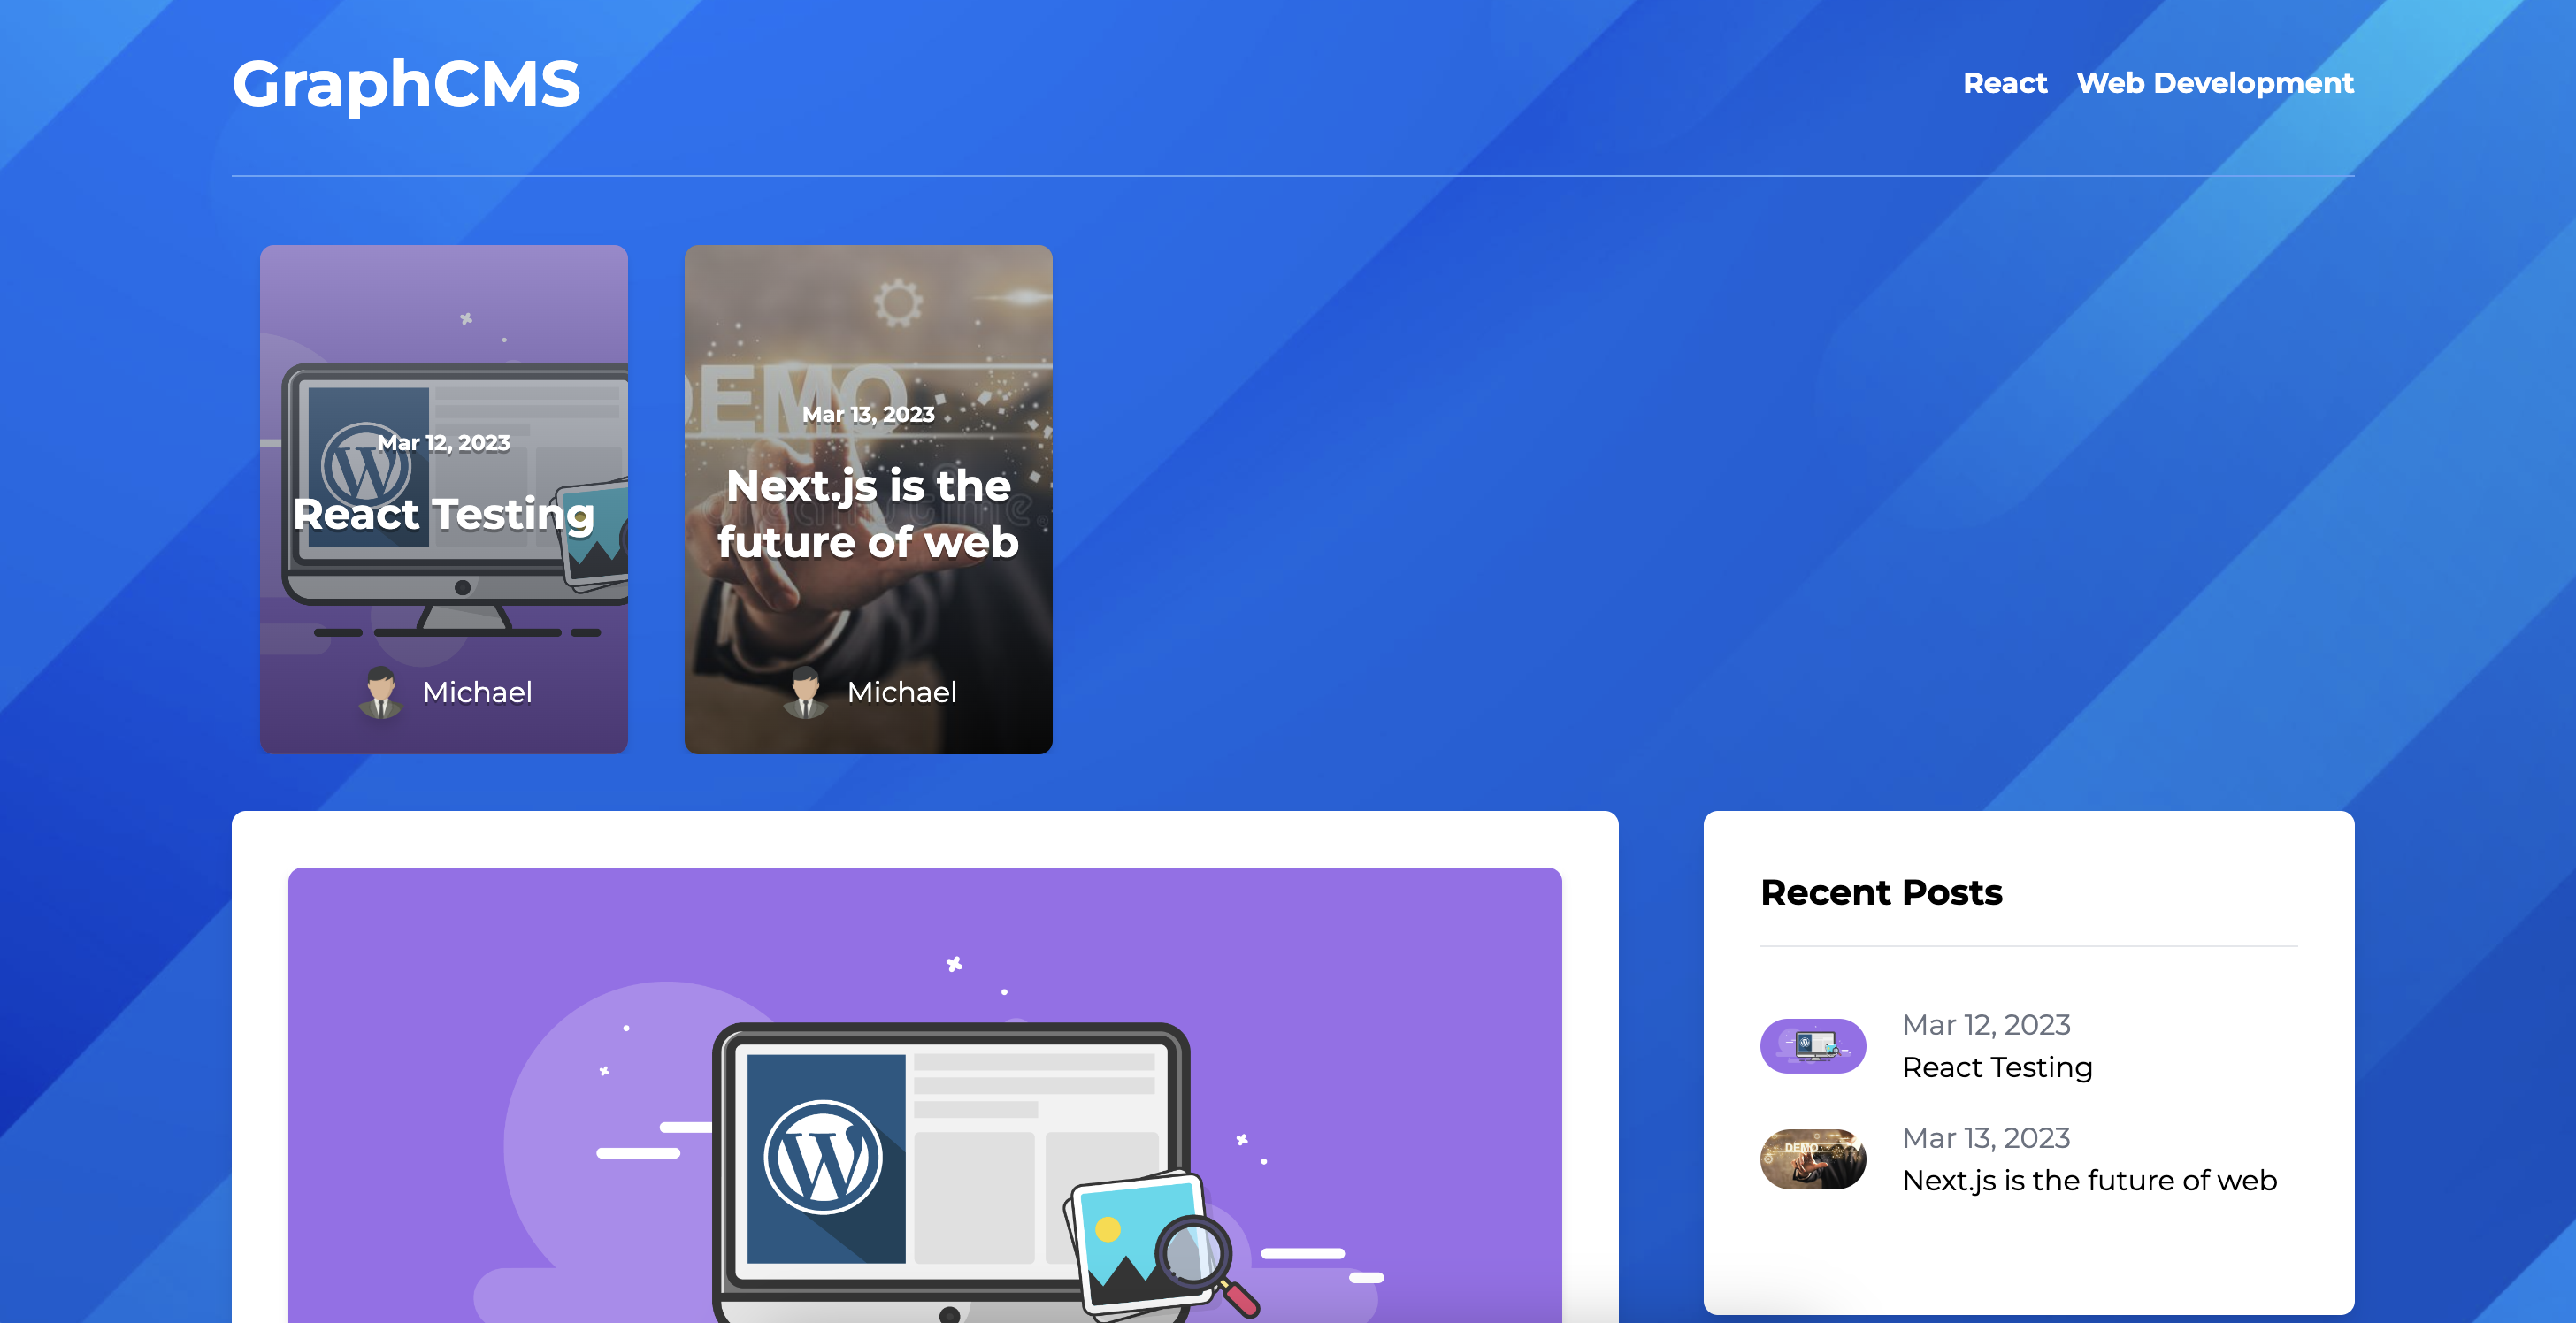 GraphCMS
React Web Development
Mar 12, 2023
React Testing
Michael
DEMO
Mar 13, 2023
Next.js is the
future of web
Michael
Recent Posts
Mar 12, 2023
React Testing
DEMO
Mar 13, 2023
Next.js is the future of web